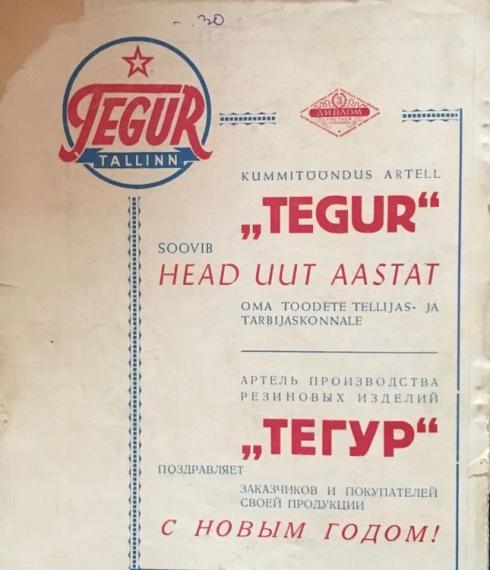 - .30
TEGUR
TALLINN
ДИПЛОМ
KUMMITÖÖNDUS ARTELL
„TEGUR“
SOOVIB
HEAD UUT AASTAT
OMA TOODETE TELLIJAS- JA
TARBIJASKONNALE
АРТЕЛЬ ПРОИЗВОДСТВА
РЕЗИНОВЫХ ИЗДЕЛИЙ
„ТЕГУР“
ПОЗДРАВЛЯЕТ
ЗАКАЗЧИКОВ И ПОКУПАТЕЛЕЙ
СВОЕЙ ПРОДУКЦИИ
С НОВЫМ ГОДОМ!